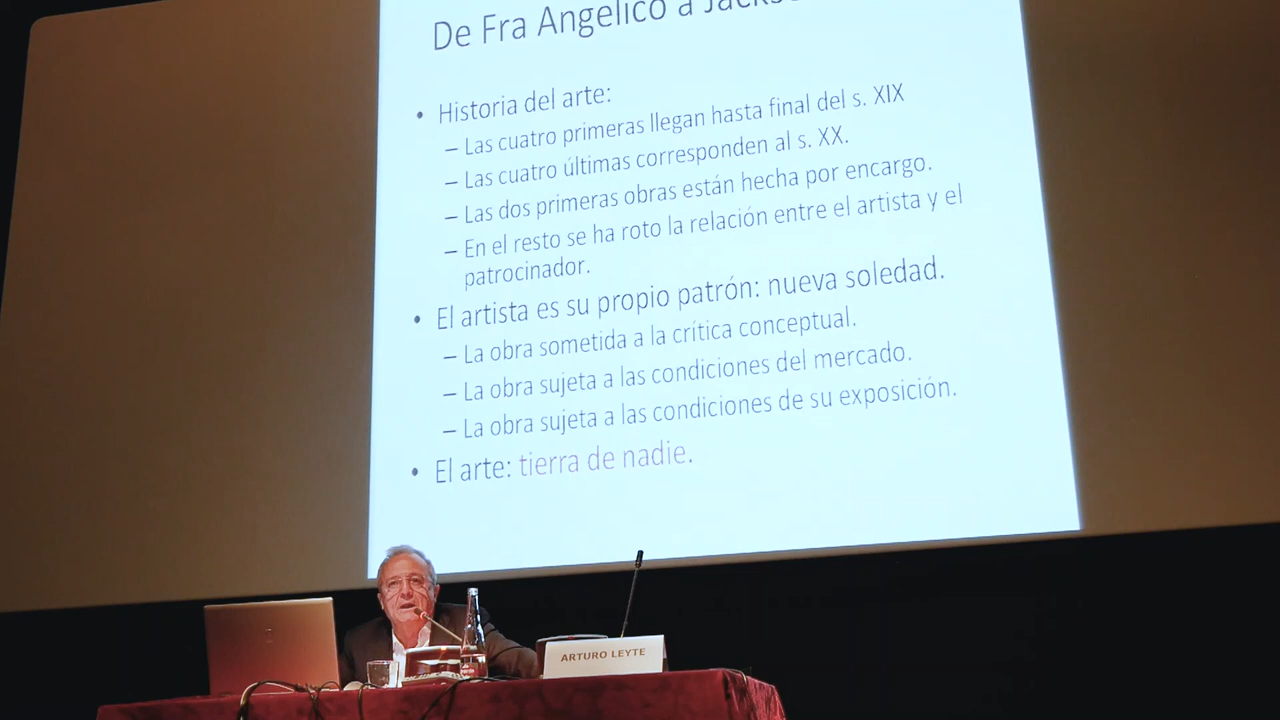 De Fra Angelico a
• Historia del arte:
– Las cuatro primeras llegan hasta final del s. XIX
– Las cuatro últimas corresponden al s. XX.
– Las dos primeras obras están hecha por encargo.
– En el resto se ha roto la relación entre el artista y el
patrocinador.
• El artista es su propio patrón: nueva soledad.
– La obra sometida a la crítica conceptual.
– La obra sujeta a las condiciones del mercado.
– La obra sujeta a las condiciones de su exposición.
• El arte: tierra de nadie.
ARTURO LEYTE